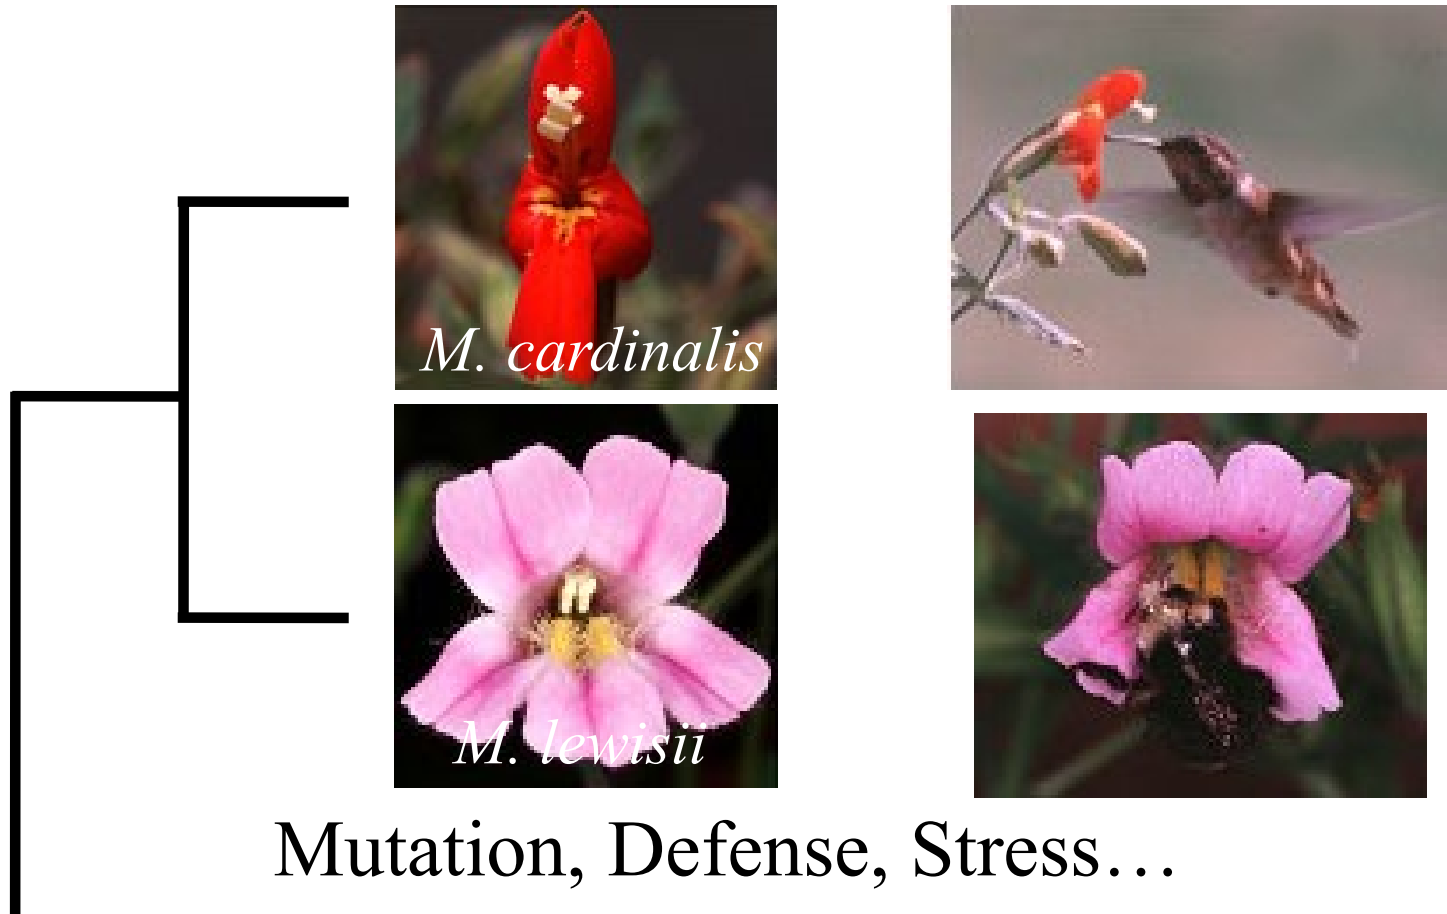 M. cardinalis
M. lewisii
Mutation, Defense, Stress…